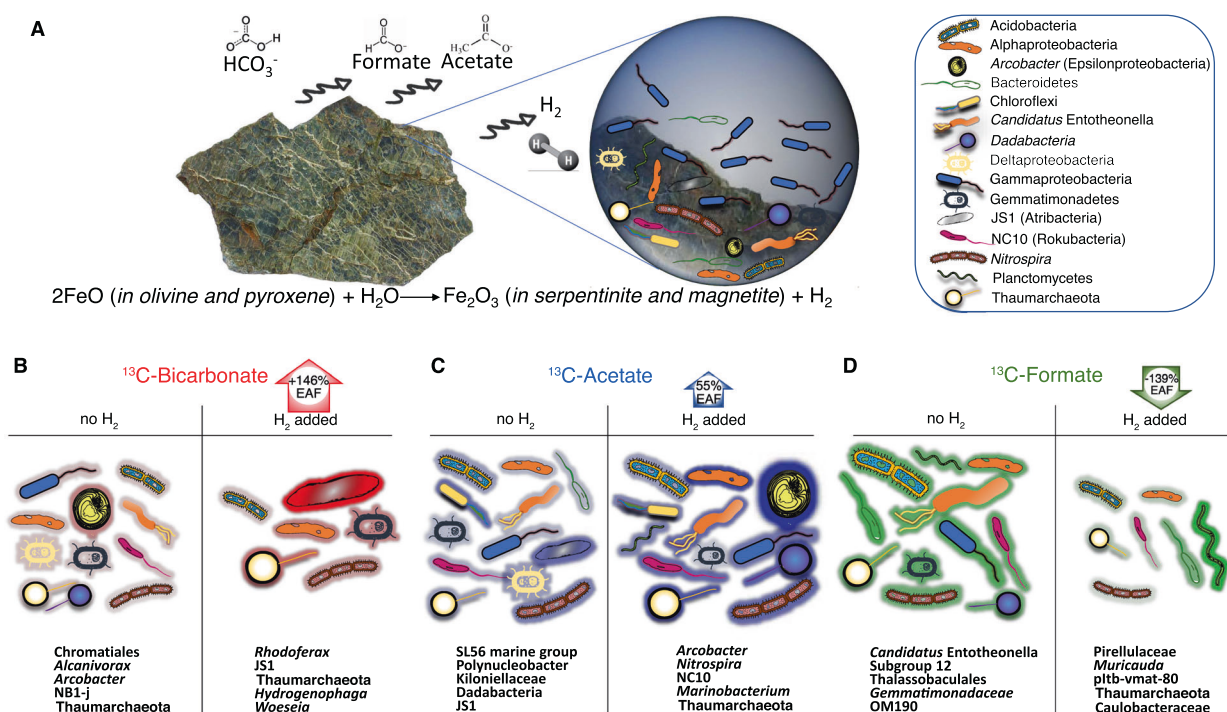 A
O
O
O
H
HCO₃⁻
O
H
O⁻
Formate
O
H₃C
O⁻
Acetate
H₂
H
H
2FeO (in olivine and pyroxene) + H₂O⟶Fe₂O₃ (in serpentinite and magnetite) + H₂
Acidobacteria
Alphaproteobacteria
Arcobacter (Epsilonproteobacteria)
Bacteroidetes
Chloroflexi
Candidatus Entotheonella
Dadabacteria
Deltaproteobacteria
Gammaproteobacteria
Gemmatimonadetes
JS1 (Atribacteria)
NC10 (Rokubacteria)
Nitrospira
Planctomycetes
Thaumarchaeota
B
¹³C-Bicarbonate
+146%
EAF
no H₂
H₂ added
Chromatiales
Alcanivorax
Arcobacter
NB1-j
Thaumarchaeota
Rhodoferax
JS1
Thaumarchaeota
Hydrogenophaga
Woeseia
C
¹³C-Acetate
55%
EAF
no H₂
H₂ added
SL56 marine group
Polynucleobacter
Kiloniellaceae
Dadabacteria
JS1
Arcobacter
Nitrospira
NC10
Marinobacterium
Thaumarchaeota
D
¹³C-Formate
-139%
EAF
no H₂
H₂ added
Candidatus Entotheonella
Subgroup 12
Thalassobaculales
Gemmatimonadaceae
OM190
Pirellulaceae
Muricauda
pltb-vmat-80
Thaumarchaeota
Caulobacteraceae